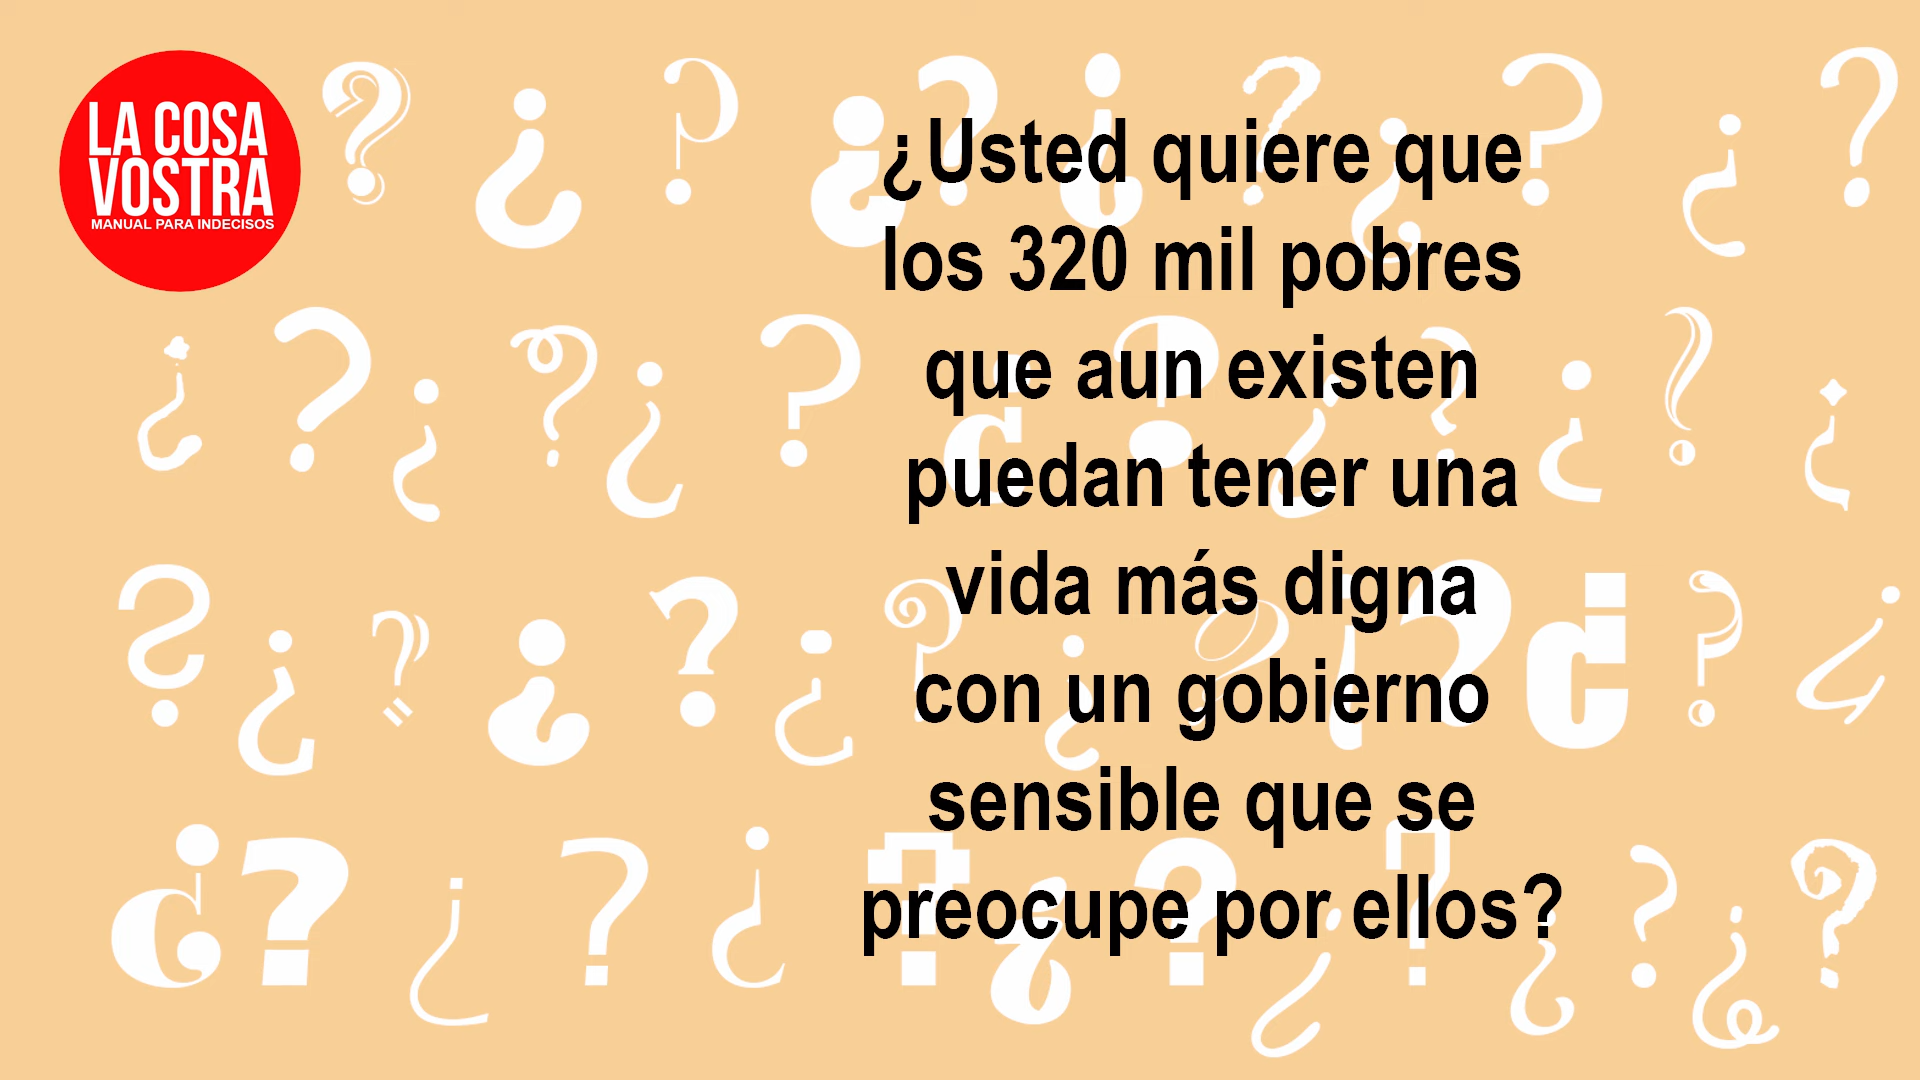 LA COSA
VOSTRA
MANUAL PARA INDECISOS
¿Usted quiere que
los 320 mil pobres
que aun existen
puedan tener una
vida más digna
con un gobierno
sensible que se
preocupe por ellos?